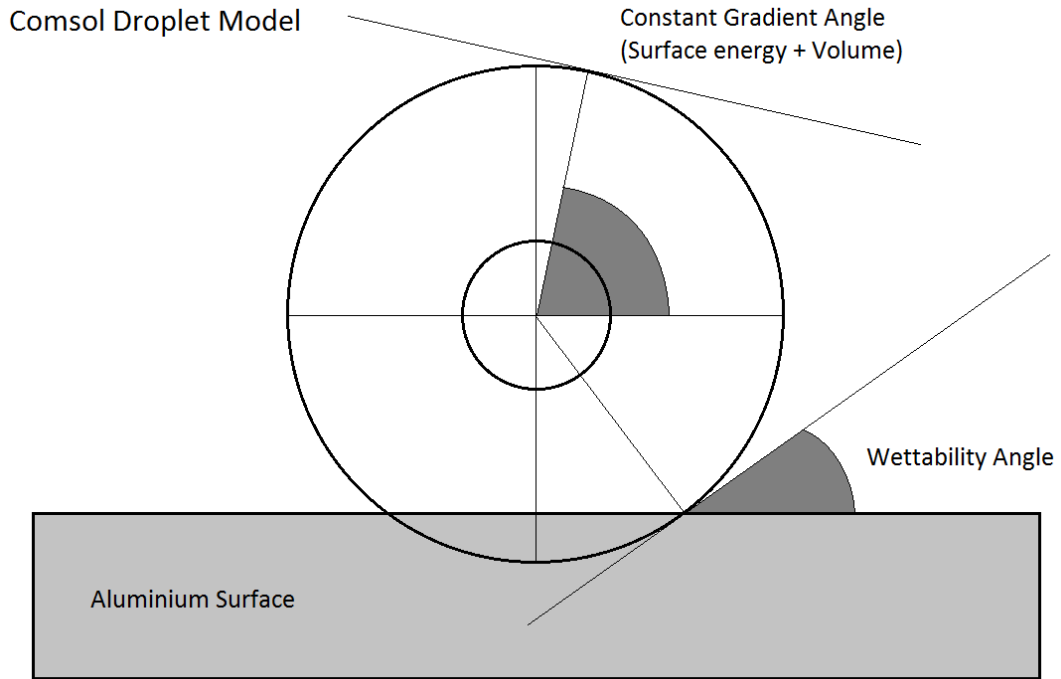 Comsol Droplet Model
Constant Gradient Angle
(Surface energy + Volume)
Wettability Angle
Aluminium Surface